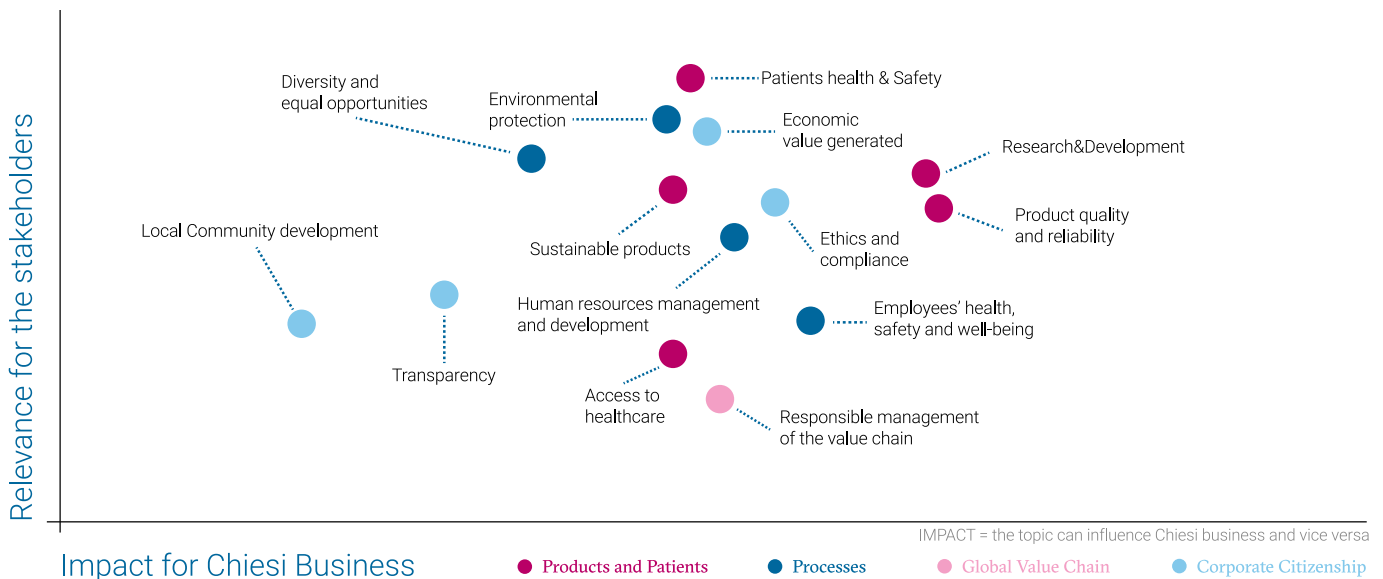 Relevance for the stakeholders
Diversity and
equal opportunities
Environmental
protection
Patients health & Safety
Economic
value generated
Research&Development
Product quality
and reliability
Local Community development
Sustainable products
Ethics and
compliance
Human resources management
and development
Employees’ health,
safety and well-being
Transparency
Access to
healthcare
Responsible management
of the value chain
IMPACT = the topic can influence Chiesi business and vice versa
Impact for Chiesi Business
Products and Patients
Processes
Global Value Chain
Corporate Citizenship